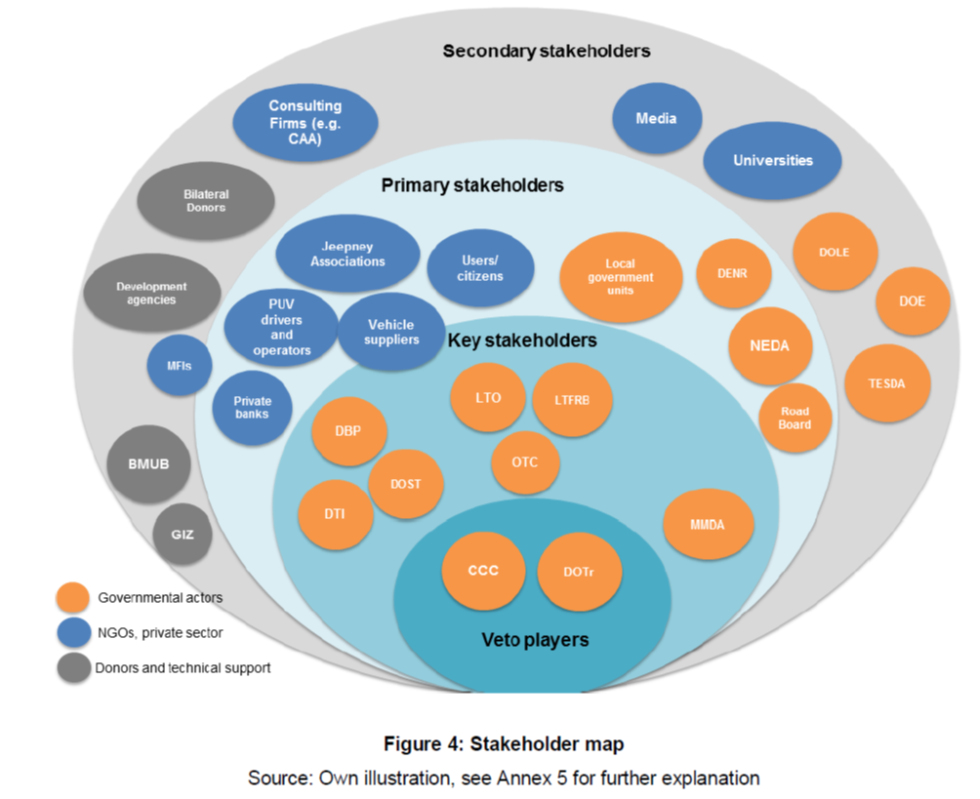 Secondary stakeholders
Consulting
Firms (e.g.
CAA)
Media
Universities
Bilateral
Donors
Primary stakeholders
Jeepney
Associations
Users/
citizens
Local
government
units
DENR
DOLE
Development
agencies
DOE
PUV
drivers
and
operators
Vehicle
suppliers
Key stakeholders
NEDA
MFIs
TESDA
Private
banks
LTO
LTFRB
Road
Board
DBP
OTC
BMUB
DOST
DTI
MMDA
GIZ
CCC
DOTr
Veto players
Governmental actors
NGOs, private sector
Donors and technical support
Figure 4: Stakeholder map
Source: Own illustration, see Annex 5 for further explanation